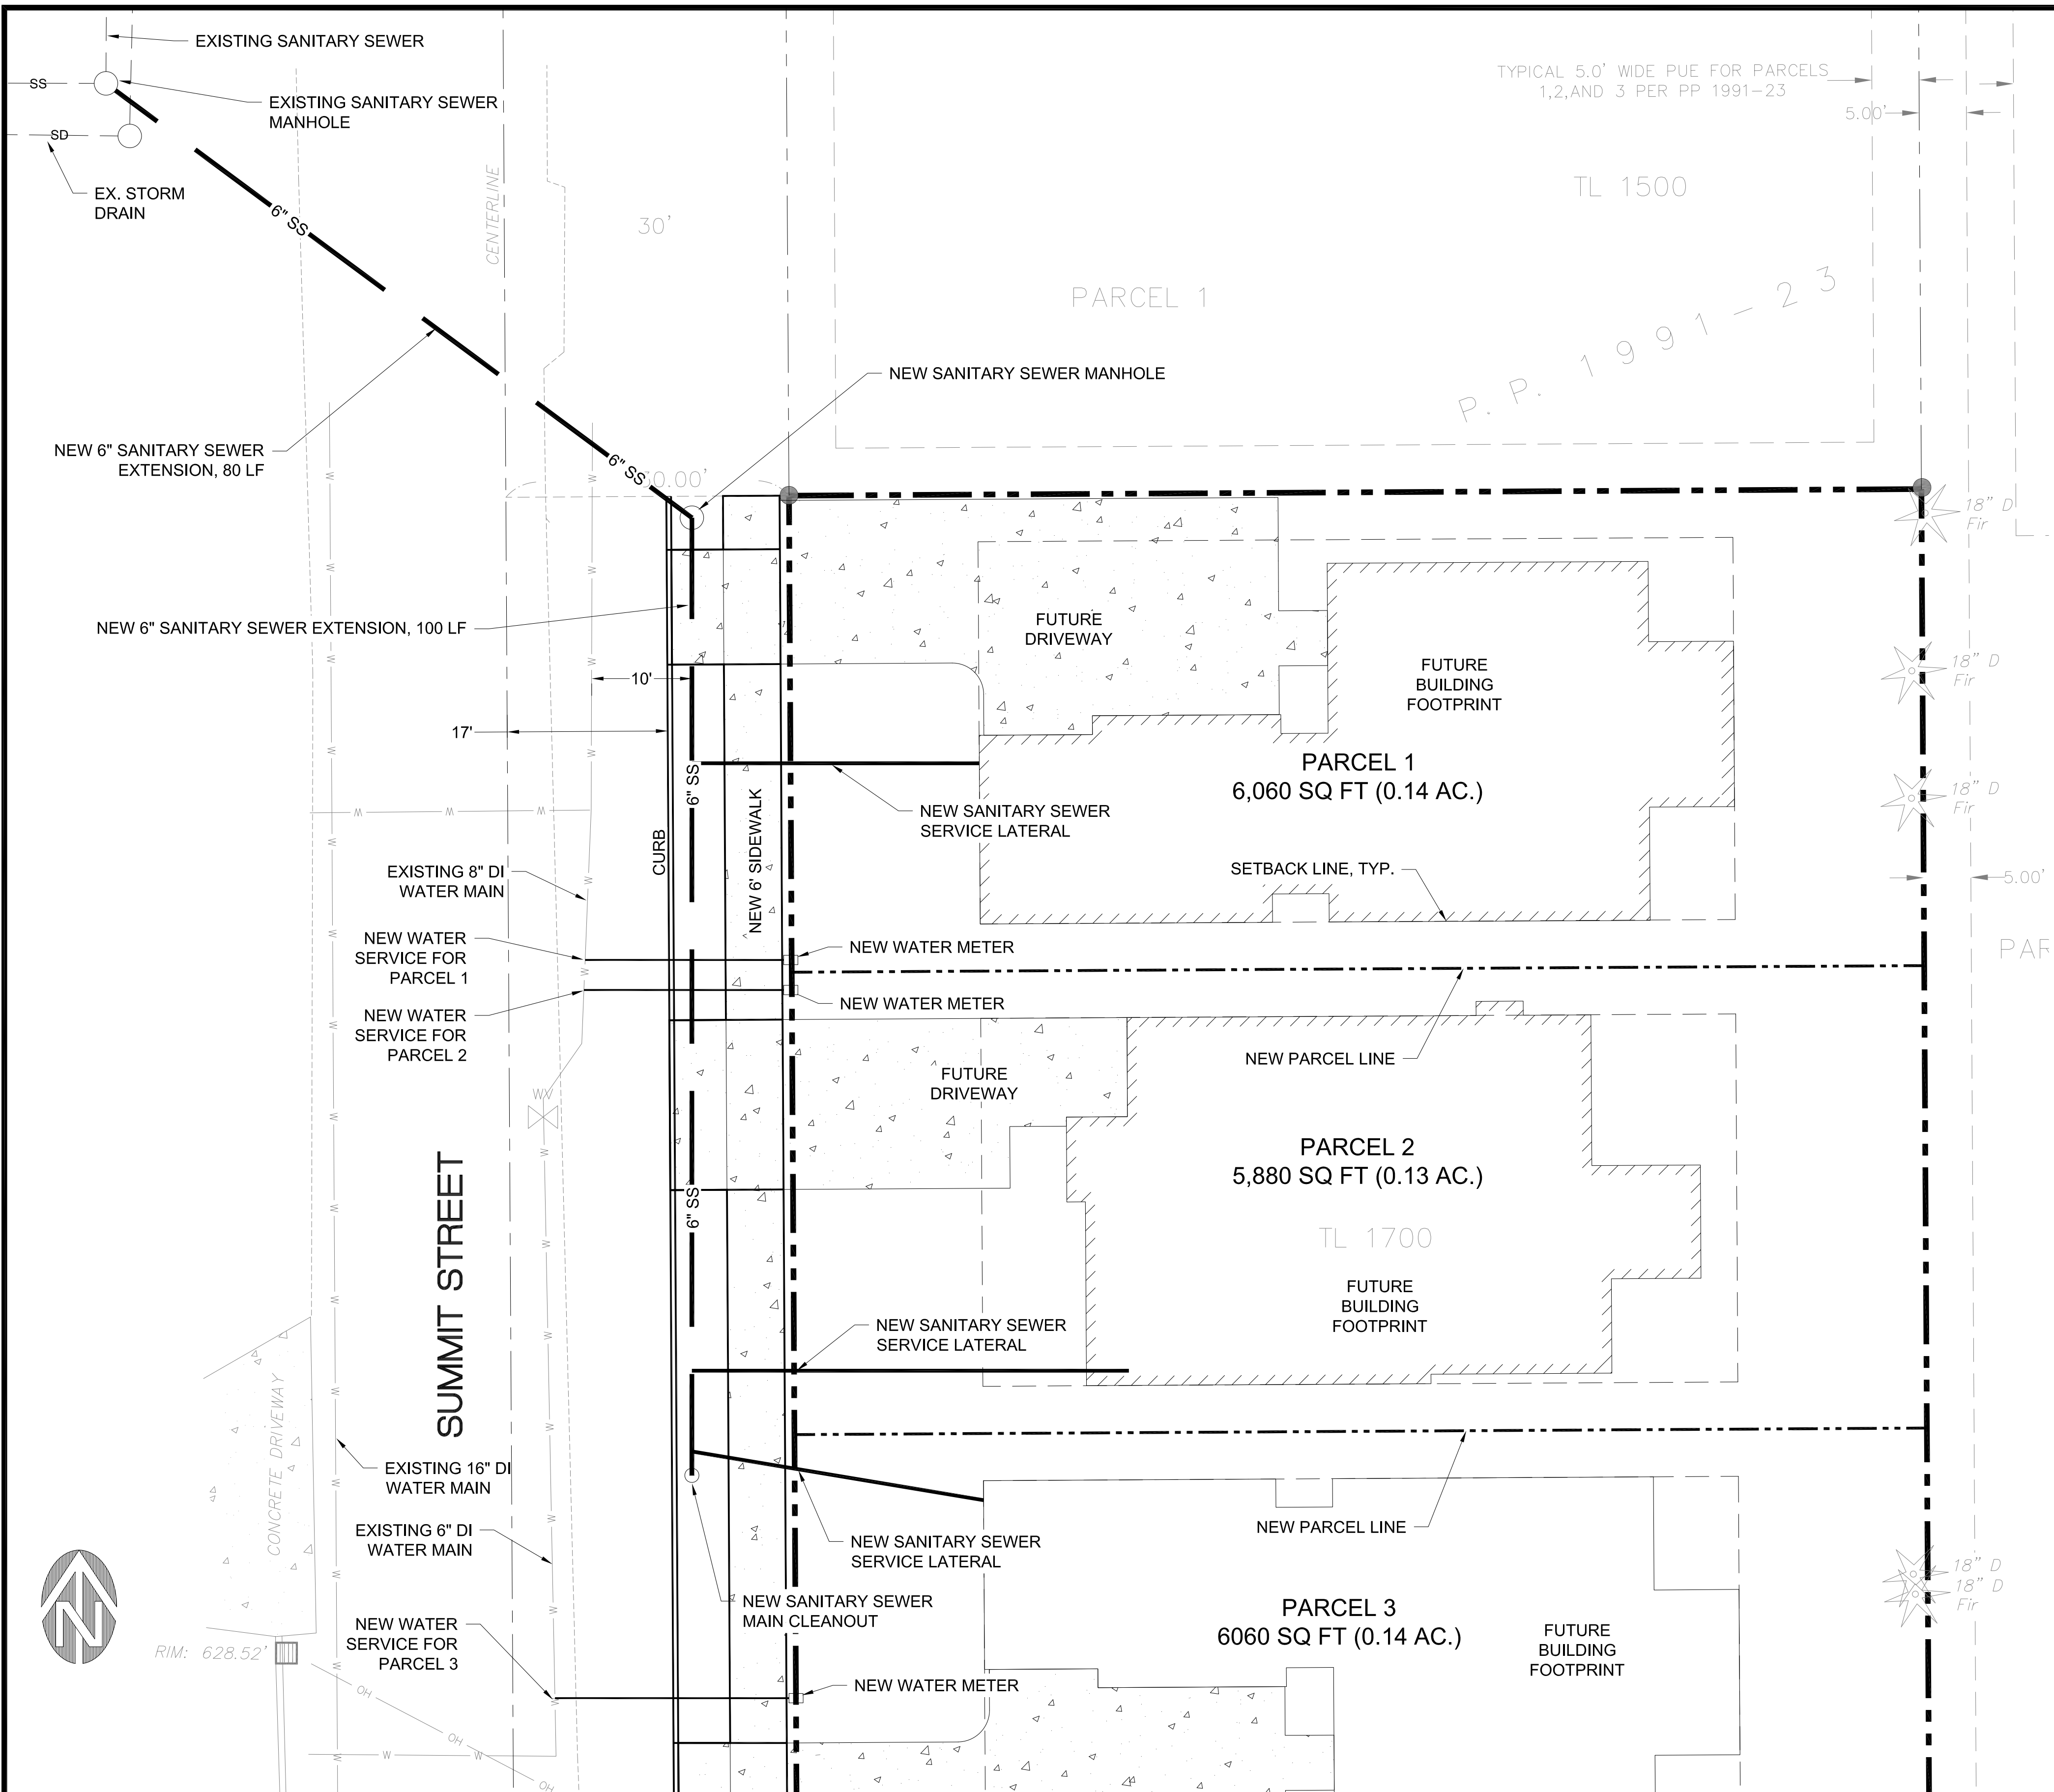 EXISTING SANITARY SEWER
SS
EXISTING SANITARY SEWER
MANHOLE
SD
EX. STORM
DRAIN
6" SS
CENTERLINE
30'
TYPICAL 5.0' WIDE PUE FOR PARCELS
1,2,AND 3 PER PP 1991-23
5.00'
TL 1500
PARCEL 1
P. P. 1991-23
NEW SANITARY SEWER MANHOLE
NEW 6" SANITARY SEWER
EXTENSION, 80 LF
6" SS
30.00'
18" D
Fir
NEW 6" SANITARY SEWER EXTENSION, 100 LF
10'
17'
FUTURE
DRIVEWAY
FUTURE
BUILDING
FOOTPRINT
18" D
Fir
PARCEL 1
6,060 SQ FT (0.14 AC.)
6" SS
18" D
Fir
NEW SANITARY SEWER
SERVICE LATERAL
CURB
NEW 6' SIDEWALK
W
W
W
EXISTING 8" DI
WATER MAIN
SETBACK LINE, TYP.
5.00'
NEW WATER
SERVICE FOR
PARCEL 1
NEW WATER METER
PAR
NEW WATER METER
NEW WATER
SERVICE FOR
PARCEL 2
NEW PARCEL LINE
FUTURE
DRIVEWAY
WV
PARCEL 2
5,880 SQ FT (0.13 AC.)
6" SS
TL 1700
SUMMIT STREET
FUTURE
BUILDING
FOOTPRINT
NEW SANITARY SEWER
SERVICE LATERAL
CONCRETE DRIVEWAY
EXISTING 16" DI
WATER MAIN
EXISTING 6" DI
WATER MAIN
NEW SANITARY SEWER
SERVICE LATERAL
NEW PARCEL LINE
18" D
18" D
Fir
NEW SANITARY SEWER
MAIN CLEANOUT
N
RIM: 628.52'
NEW WATER
SERVICE FOR
PARCEL 3
PARCEL 3
6060 SQ FT (0.14 AC.)
FUTURE
BUILDING
FOOTPRINT
NEW WATER METER
OH
OH
OH
W
W